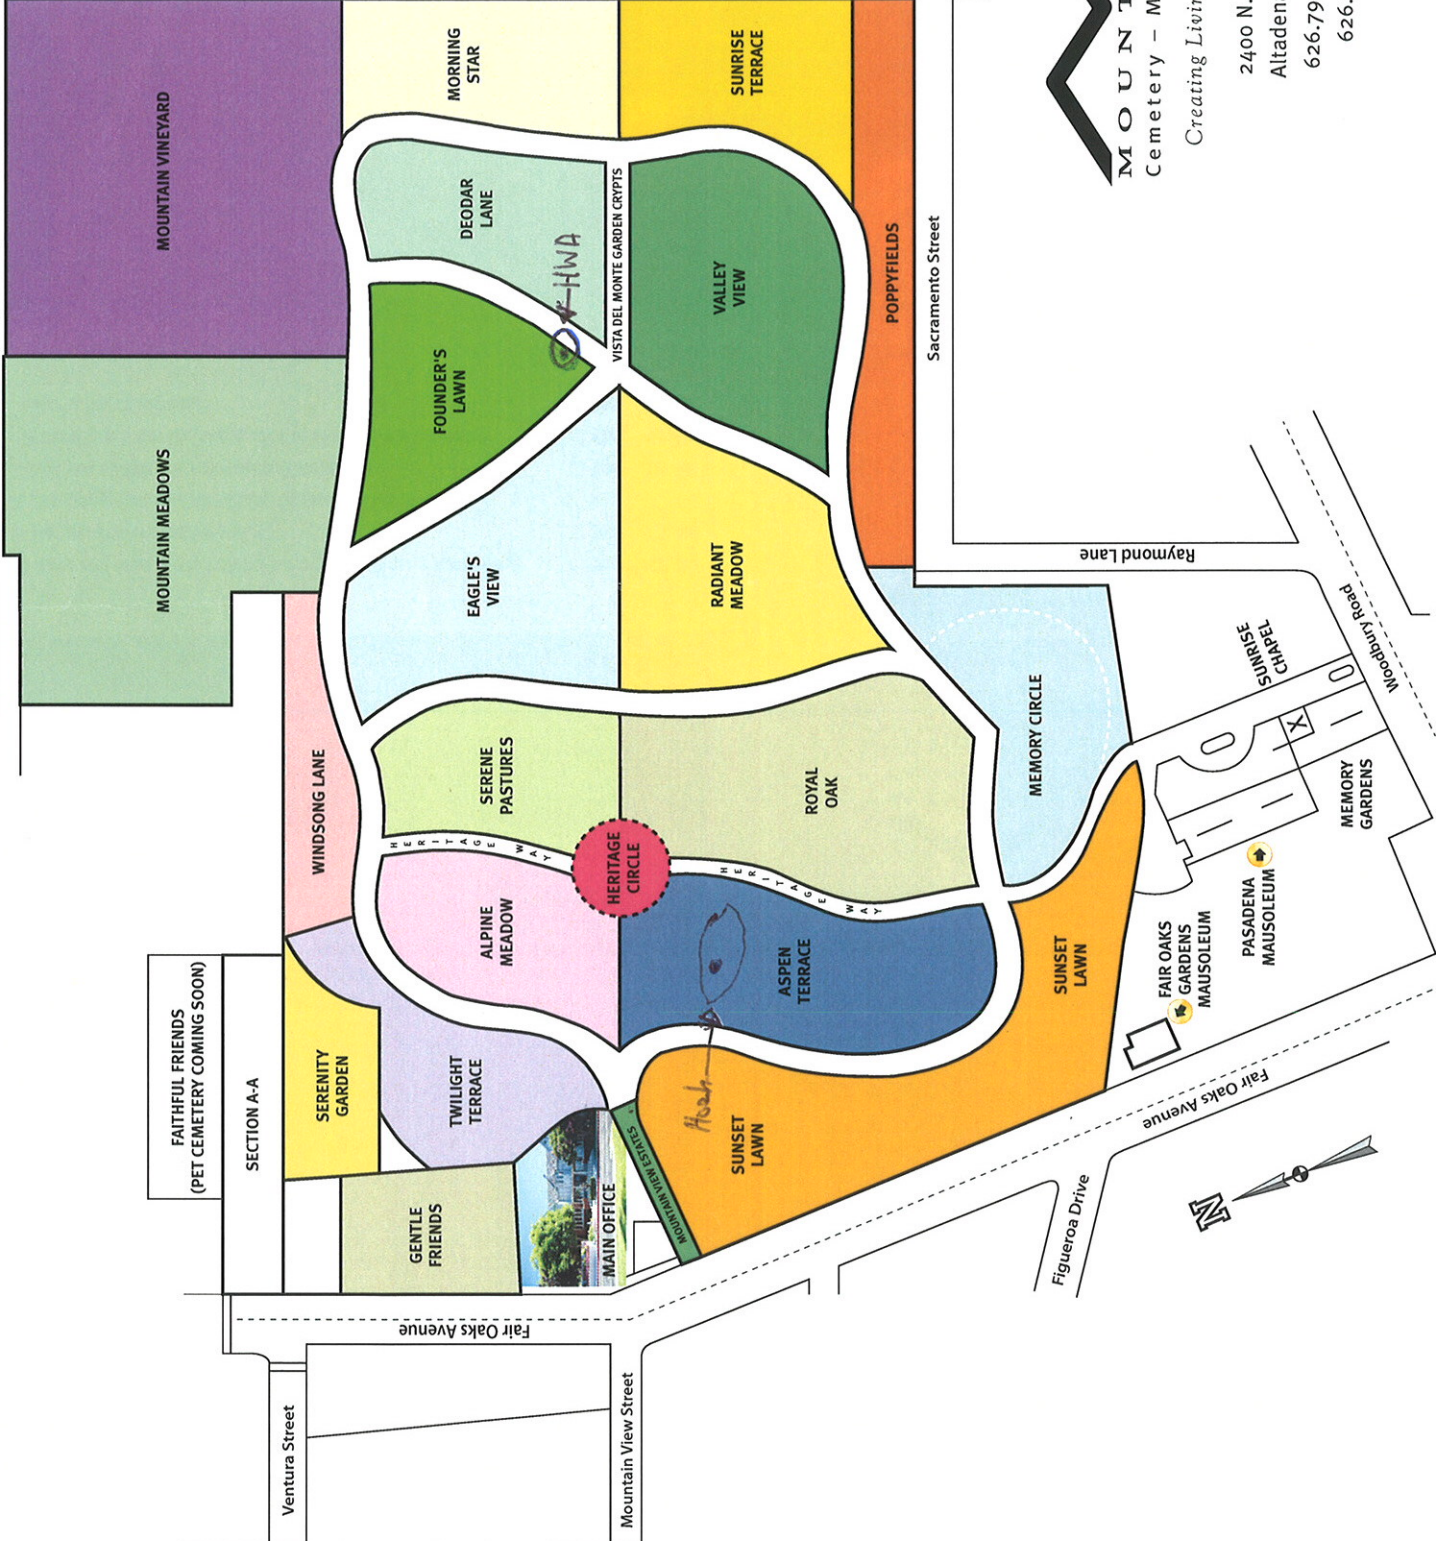 MOUNTAIN VINEYARD
MORNING
STAR
SUNRISE
TERRACE
MOUNT
Cemetery – M
Creating Livin
2400 N.
Altaden
626.79
626.
DEODAR
LANE
HWA
VISTA DEL MONTE GARDEN CRYPTS
VALLEY
VIEW
POPPYFIELDS
Sacramento Street
MOUNTAIN MEADOWS
FOUNDER'S
LAWN
EAGLE'S
VIEW
RADIANT
MEADOW
Raymond Lane
Woodbury Road
SUNRISE
CHAPEL
X
MEMORY
GARDENS
MEMORY CIRCLE
WINDSONG LANE
SERENE
PASTURES
ROYAL
OAK
HERITAGE WAY
HERITAGE
CIRCLE
HERITAGE WAY
ALPINE
MEADOW
ASPEN
TERRACE
SUNSET
LAWN
FAIR OAKS
GARDENS
MAUSOLEUM
PASADENA
MAUSOLEUM
FAITHFUL FRIENDS
(PET CEMETERY COMING SOON)
SECTION A-A
SERENITY
GARDEN
TWILIGHT
TERRACE
GENTLE
FRIENDS
MAIN OFFICE
MOUNTAIN VIEW ESTATES
SUNSET
LAWN
Fair Oaks Avenue
Figueroa Drive
N
Fair Oaks Avenue
Ventura Street
Mountain View Street